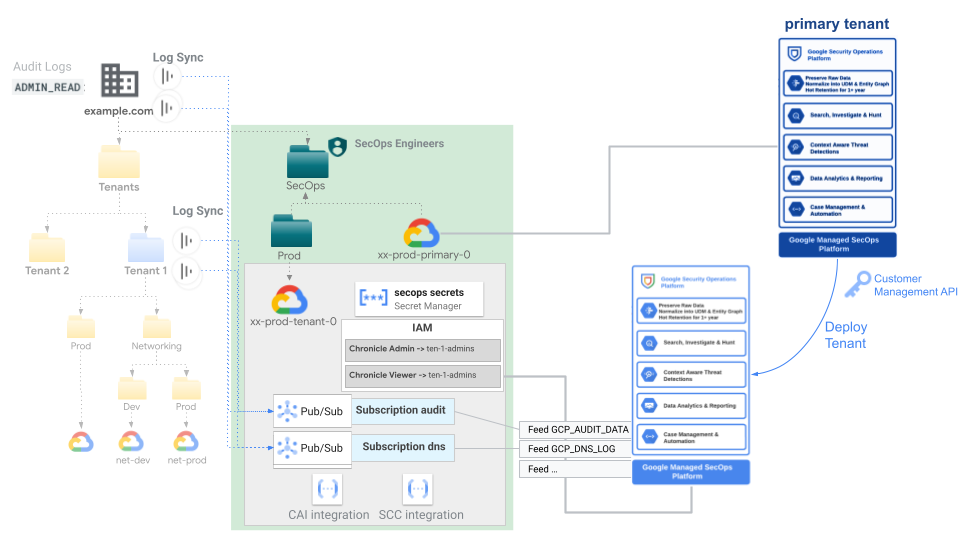 primary tenant
Google Security Operations
Platform
Preserve Raw Data
Normalize into UDM & Entity Graph
Hot Retention for 1+ year
Search, Investigate & Hunt
Context Aware Threat
Detections
Data Analytics & Reporting
Case Management &
Automation
Google Managed SecOps
Platform
Log Sync
Audit Logs
ADMIN_READ:
example.com
SecOps Engineers
SecOps
Tenants
Log Sync
Tenant 2
Tenant 1
Prod
xx-prod-primary-0
Customer
Management API
Deploy
Tenant
xx-prod-tenant-0
secops secrets
Secret Manager
IAM
Chronicle Admin -> ten-1-admins
Chronicle Viewer -> ten-1-admins
Prod
Networking
Dev
Prod
net-dev
net-prod
Pub/Sub
Subscription audit
Pub/Sub
Subscription dns
Feed GCP_AUDIT_DATA
Feed GCP_DNS_LOG
Feed ...
CAI integration
SCC integration
Google Security Operations
Platform
Preserve Raw Data
Normalize into UDM & Entity Graph
Hot Retention for 1+ year
Search, Investigate & Hunt
Context Aware Threat
Detections
Data Analytics & Reporting
Case Management &
Automation
Google Managed SecOps
Platform